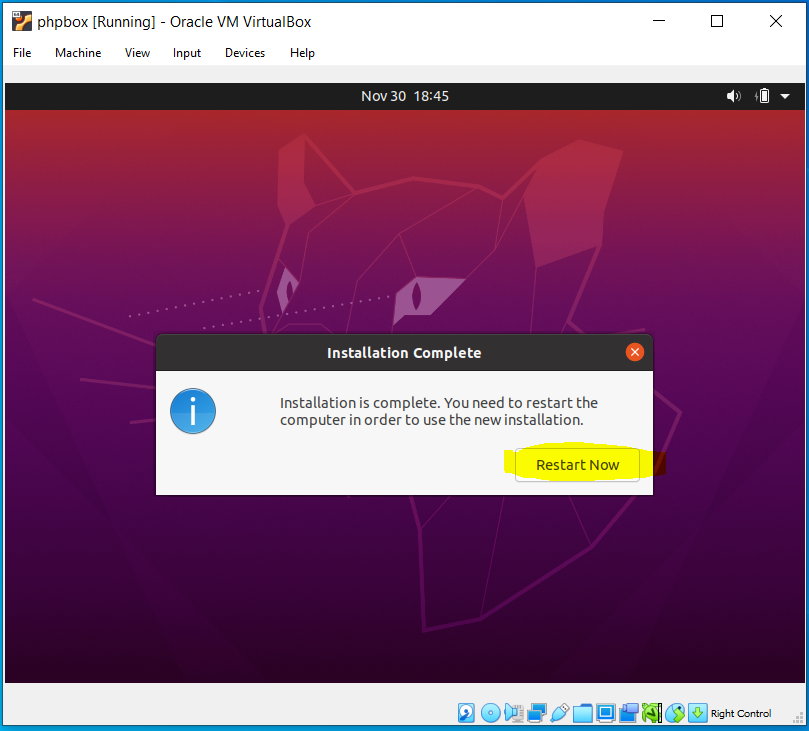 phpbox [Running] - Oracle VM VirtualBox
File Machine View Input Devices Help
Nov 30 18:45
Installation Complete
Installation is complete. You need to restart the
computer in order to use the new installation.
Restart Now
Right Control